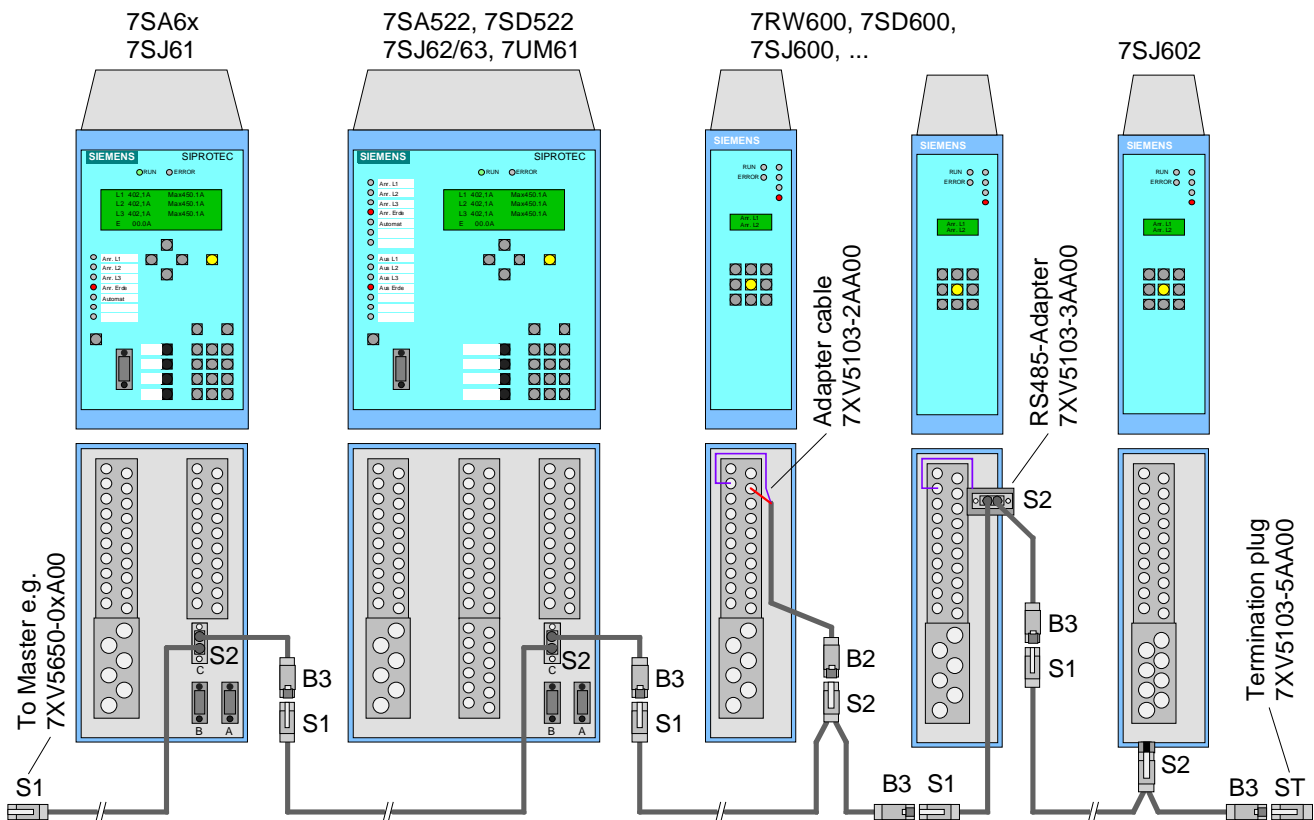 7SA6x
7SJ61
7SA522, 7SD522
7SJ62/63, 7UM61
7RW600, 7SD600,
7SJ600, ...
7SJ602
SIEMENS SIPROTEC
RUN ERROR
L1 402,1A Max450.1A
L2 402,1A Max450.1A
L3 402,1A Max450.1A
E 00.0A
Anr. L1
Anr. L2
Anr. L3
Anr. Erde
Automat
SIEMENS SIPROTEC
RUN ERROR
L1 402,1A Max450.1A
L2 402,1A Max450.1A
L3 402,1A Max450.1A
E 00.0A
Anr. L1
Anr. L2
Anr. L3
Anr. Erde
Automat
Aus L1
Aus L2
Aus L3
Aus Erde
SIEMENS
RUN
ERROR
Anr. L1
Anr. L2
SIEMENS
RUN
ERROR
Anr. L1
Anr. L2
SIEMENS
RUN
ERROR
Anr. L1
Anr. L2
Adapter cable
7XV5103-2AA00
RS485-Adapter
7XV5103-3AA00
To Master e.g.
7XV5650-0xA00
S1
S2
C
B A
B3
S1
S2
C
B A
B3
S1
B2
S2
B3 S1
S2
B3
S1
S2
Termination plug
7XV5103-5AA00
B3 ST